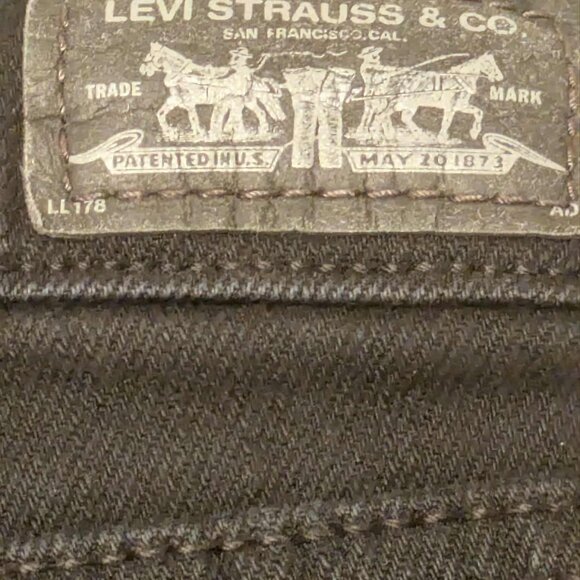 LEVI STRAUSS & CO.
SAN FRANCISCO. CAL.
TRADE MARK
PATENTED IN U.S. MAY 20 1873
LL178